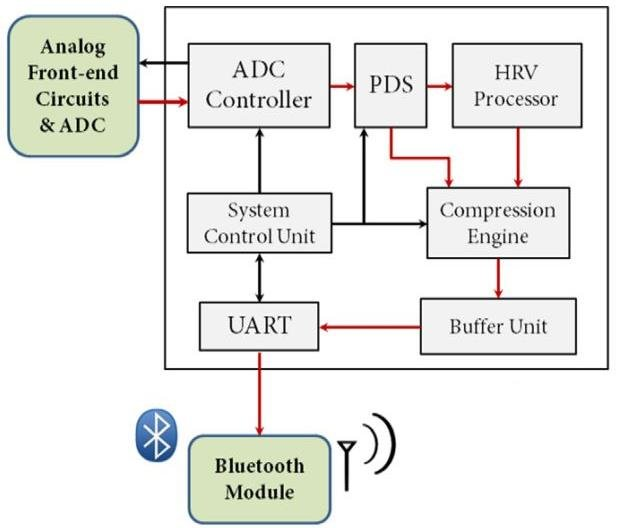 Analog
Front-end
Circuits
& ADC
ADC
Controller
PDS
HRV
Processor
System
Control Unit
Compression
Engine
UART
Buffer Unit
Bluetooth
Module